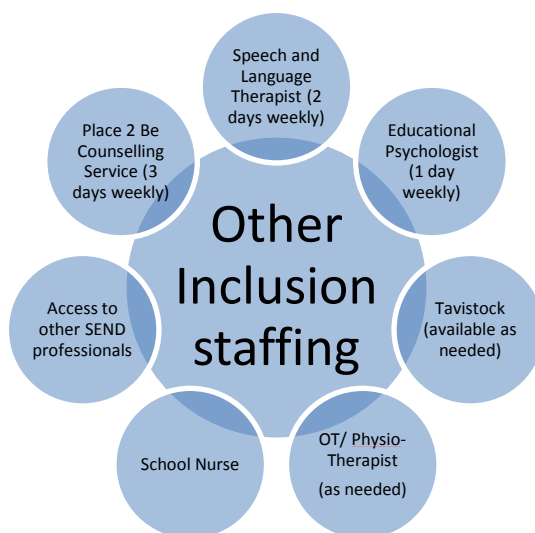 Speech and
Language
Therapist (2
days weekly)
Place 2 Be
Counselling
Service (3
days weekly)
Educational
Psychologist
(1 day
weekly)
Other
Inclusion
staffing
Access to
other SEND
professionals
Tavistock
(available as
needed)
School Nurse
OT/ Physio-
Therapist
(as needed)